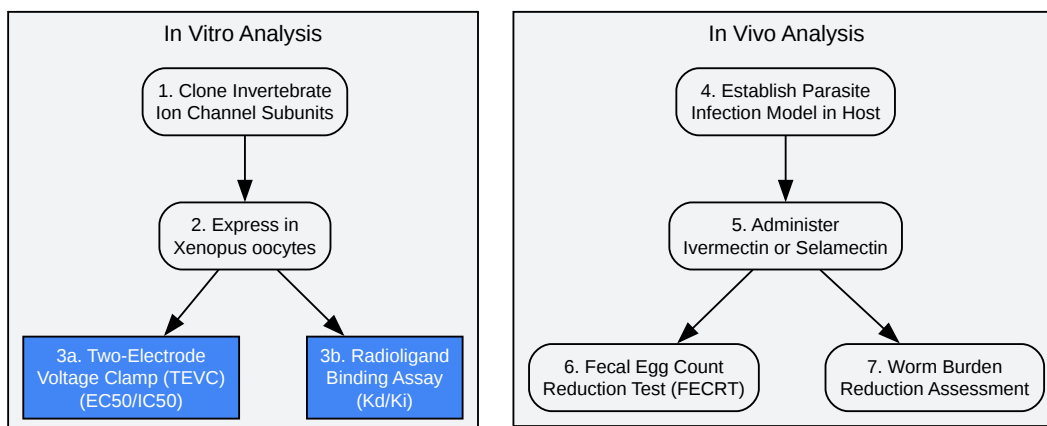 In Vitro Analysis
1. Clone Invertebrate
Ion Channel Subunits
2. Express in
Xenopus oocytes
3a. Two-Electrode
Voltage Clamp (TEVC)
(EC50/IC50)
3b. Radioligand
Binding Assay
(Kd/Ki)
In Vivo Analysis
4. Establish Parasite
Infection Model in Host
5. Administer
Ivermectin or Selamectin
6. Fecal Egg Count
Reduction Test (FECRT)
7. Worm Burden
Reduction Assessment